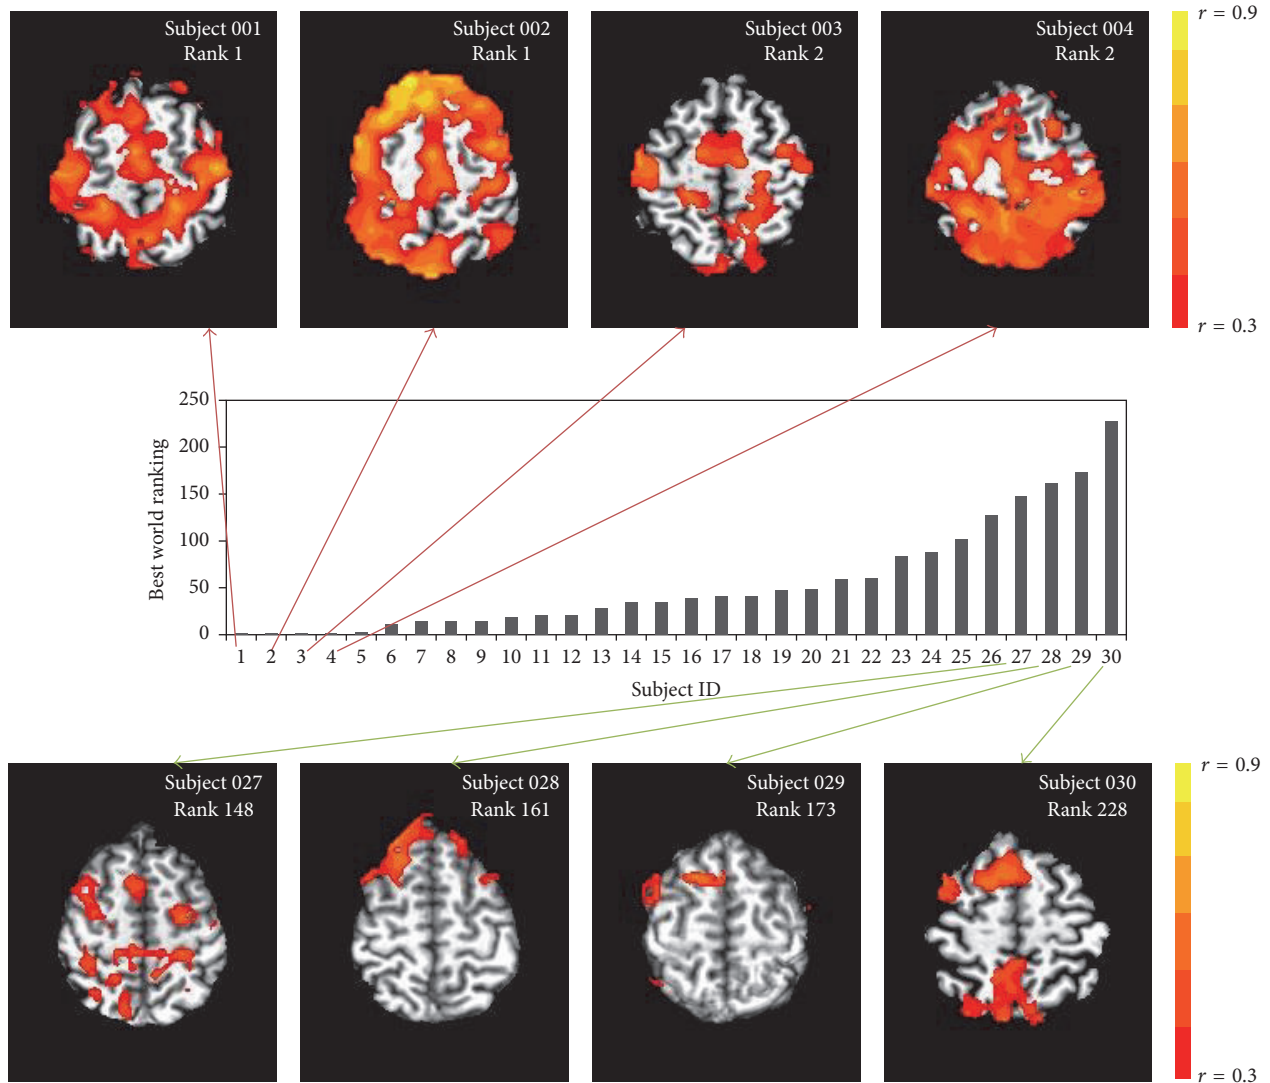 Subject 001
Rank 1
Subject 002
Rank 1
Subject 003
Rank 2
Subject 004
Rank 2
r = 0.9
r = 0.3
Best world ranking
250
200
150
100
50
0
1 2 3 4 5 6 7 8 9 10 11 12 13 14 15 16 17 18 19 20 21 22 23 24 25 26 27 28 29 30
Subject ID
Subject 027
Rank 148
Subject 028
Rank 161
Subject 029
Rank 173
Subject 030
Rank 228
r = 0.9
r = 0.3